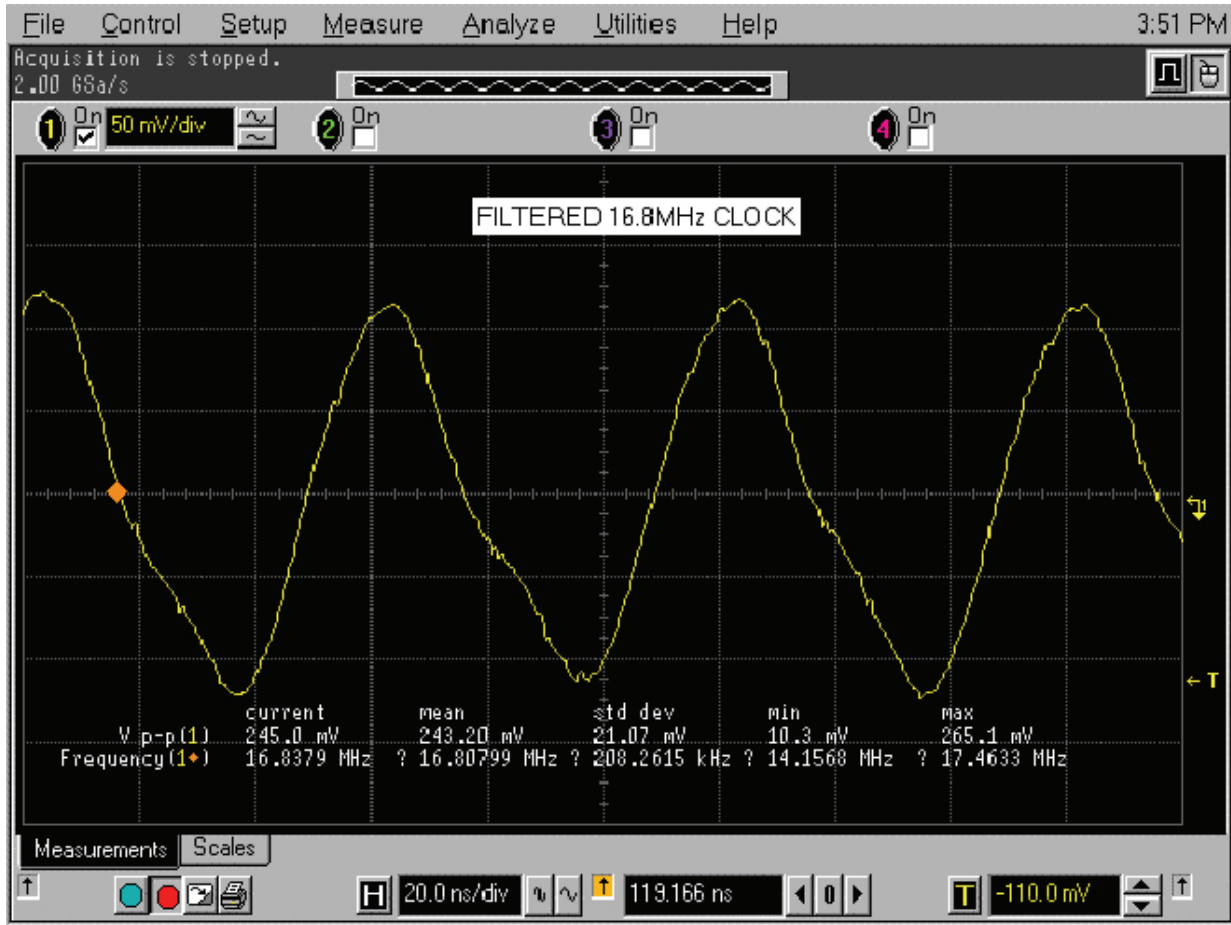 File Control Setup Measure Analyze Utilities Help 3:51 PM
Acquisition is stopped.
2.00 GSa/s
1 On 50 mV/div 2 On 3 On 4 On
FILTERED 16.8MHz CLOCK
T
current mean std dev min max
V p-p(1) 245.0 mV 243.20 mV 21.07 mV 10.3 mV 265.1 mV
Frequency(1◆) 16.8379 MHz ? 16.80799 MHz ? 208.2615 kHz ? 14.1568 MHz ? 17.4633 MHz
Measurements Scales
H 20.0 ns/div 119.166 ns 0 T -110.0 mV